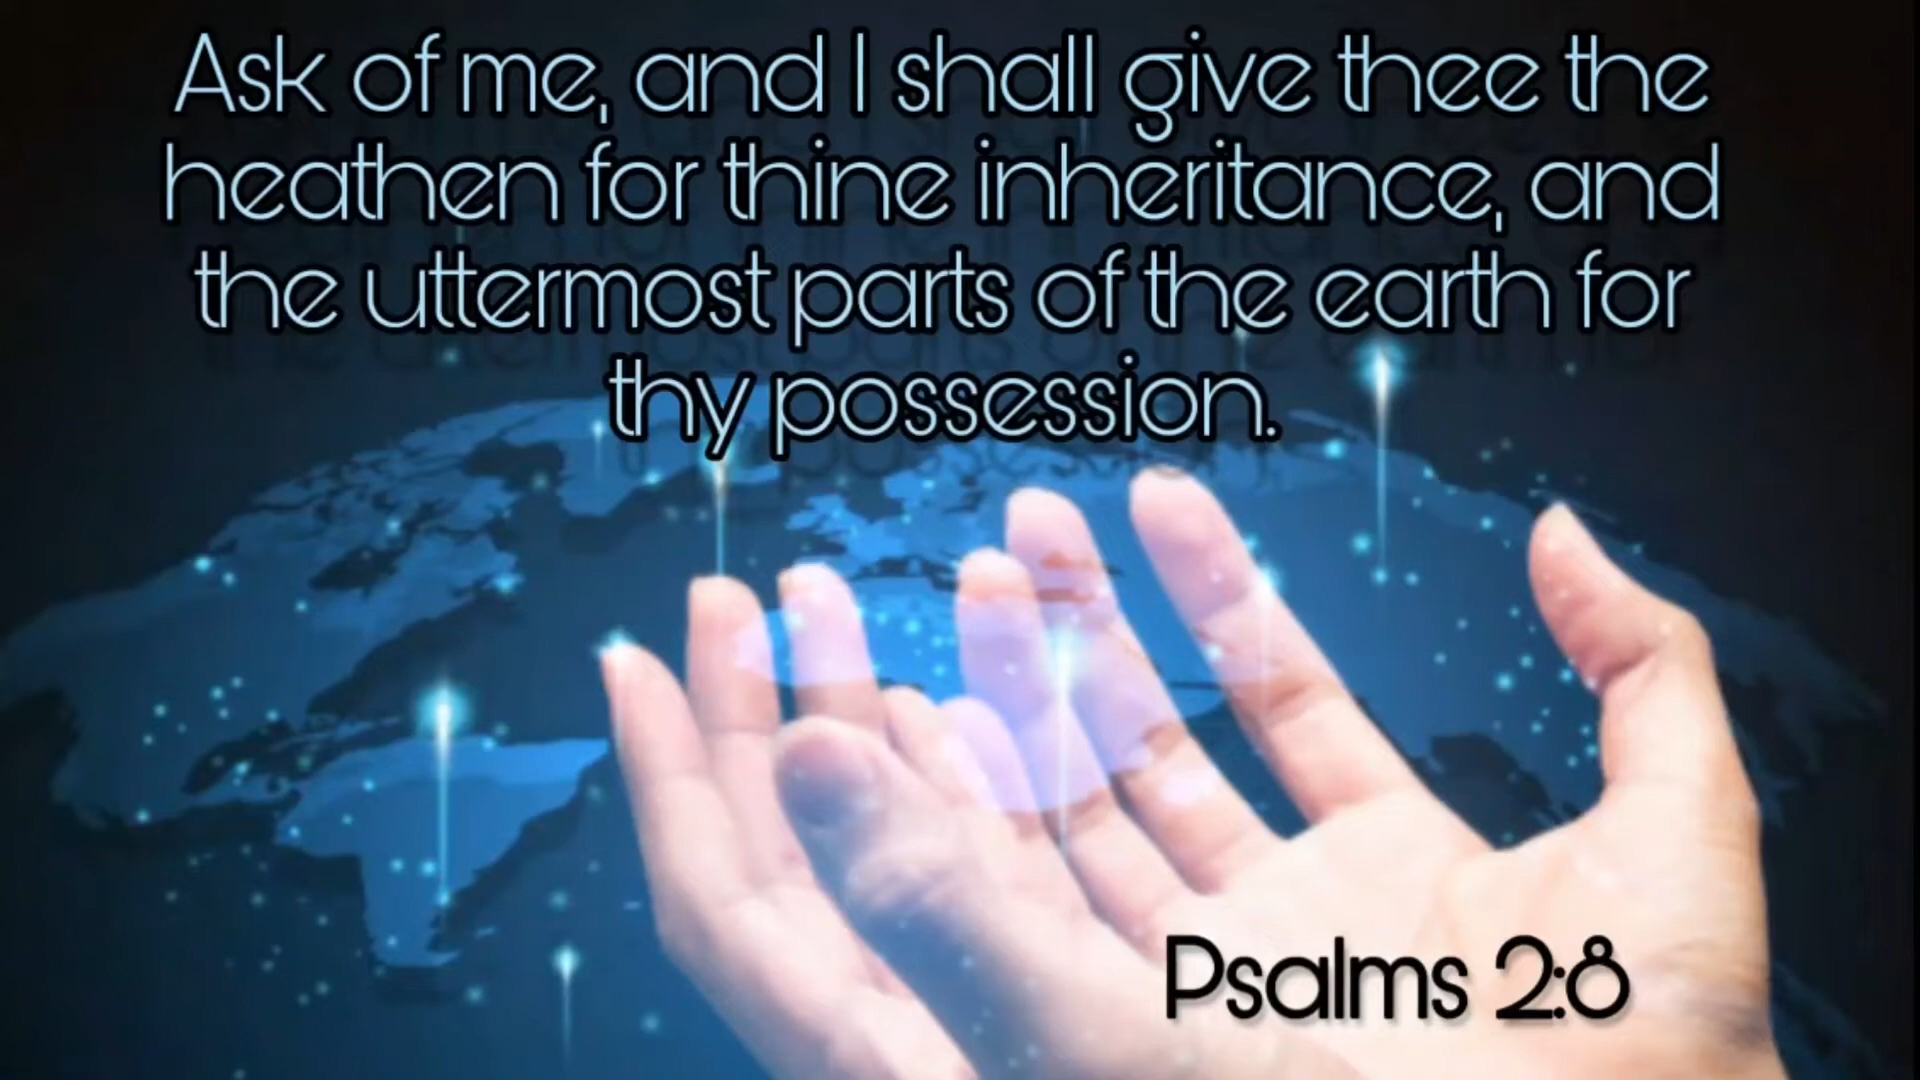 Ask of me, and I shall give thee the
heathen for thine inheritance, and
the uttermost parts of the earth for
thy possession.
Psalms 2:8